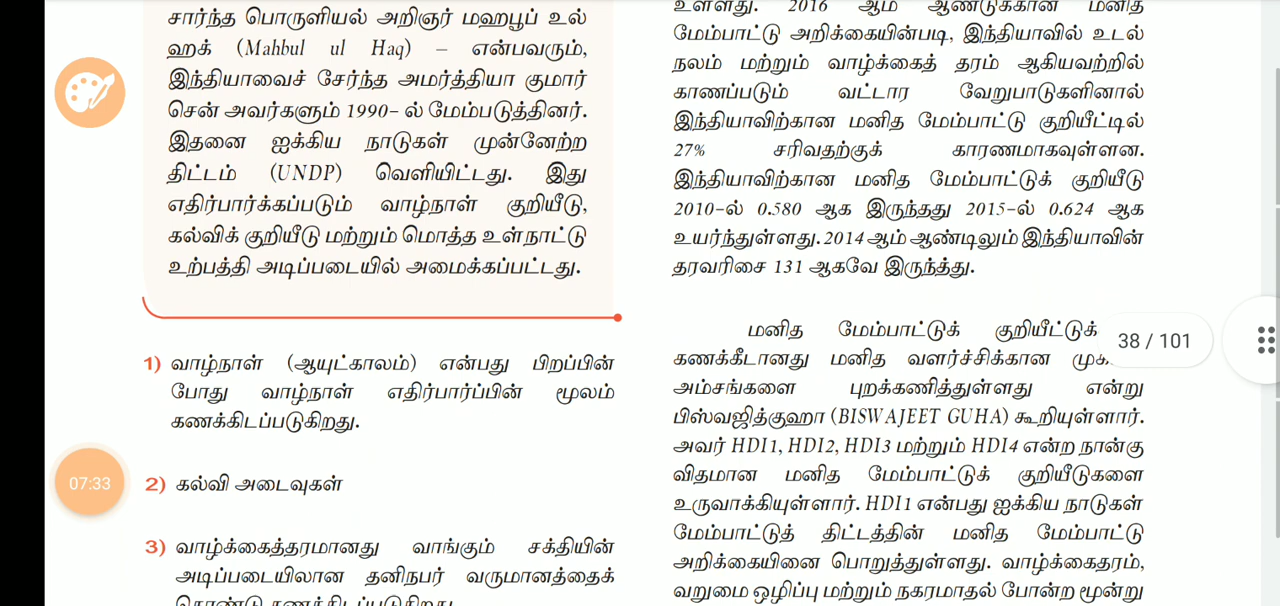 சார்ந்த பொருளியல் அறிஞர் மஹபூப் உல்
ஹக் (Mahbul ul Haq) – என்பவரும்,
இந்தியாவைச் சேர்ந்த அமர்த்தியா குமார்
சென் அவர்களும் 1990- ல் மேம்படுத்தினர்.
இதனை ஐக்கிய நாடுகள் முன்னேற்ற
திட்டம் (UNDP) வெளியிட்டது. இது
எதிர்பார்க்கப்படும் வாழ்நாள் குறியீடு,
கல்விக் குறியீடு மற்றும் மொத்த உள்நாட்டு
உற்பத்தி அடிப்படையில் அமைக்கப்பட்டது.
1) வாழ்நாள் (ஆயுட்காலம்) என்பது பிறப்பின்
போது வாழ்நாள் எதிர்பார்ப்பின் மூலம்
கணக்கிடப்படுகிறது.
07:33
2) கல்வி அடைவுகள்
3) வாழ்க்கைத்தரமானது வாங்கும் சக்தியின்
அடிப்படையிலான தனிநபர் வருமானத்தைக்
கொண்டு கணக்கிடப்படுகிறது.
உள்ளது. 2016 ஆம் ஆண்டுக்கான மனித
மேம்பாட்டு அறிக்கையின்படி, இந்தியாவில் உடல்
நலம் மற்றும் வாழ்க்கைத் தரம் ஆகியவற்றில்
காணப்படும் வட்டார வேறுபாடுகளினால்
இந்தியாவிற்கான மனித மேம்பாட்டு குறியீட்டில்
27% சரிவதற்குக் காரணமாகவுள்ளன.
இந்தியாவிற்கான மனித மேம்பாட்டுக் குறியீடு
2010-ல் 0.580 ஆக இருந்தது 2015-ல் 0.624 ஆக
உயர்ந்துள்ளது. 2014 ஆம் ஆண்டிலும் இந்தியாவின்
தரவரிசை 131 ஆகவே இருந்த்து.
மனித மேம்பாட்டுக் குறியீட்டுக்
38 / 101
கணக்கீடானது மனித வளர்ச்சிக்கான
அம்சங்களை புறக்கணித்துள்ளது என்று
பிஸ்வஜித்குஹா (BISWAJEET GUHA) கூறியுள்ளார்.
அவர் HDI1, HDI2, HDI3 மற்றும் HDI4 என்ற நான்கு
விதமான மனித மேம்பாட்டுக் குறியீடுகளை
உருவாக்கியுள்ளார். HDI1 என்பது ஐக்கிய நாடுகள்
மேம்பாட்டுத் திட்டத்தின் மனித மேம்பாட்டு
அறிக்கையினை பொறுத்துள்ளது. வாழ்க்கைதரம்,
வறுமை ஒழிப்பு மற்றும் நகரமாதல் போன்ற மூன்று